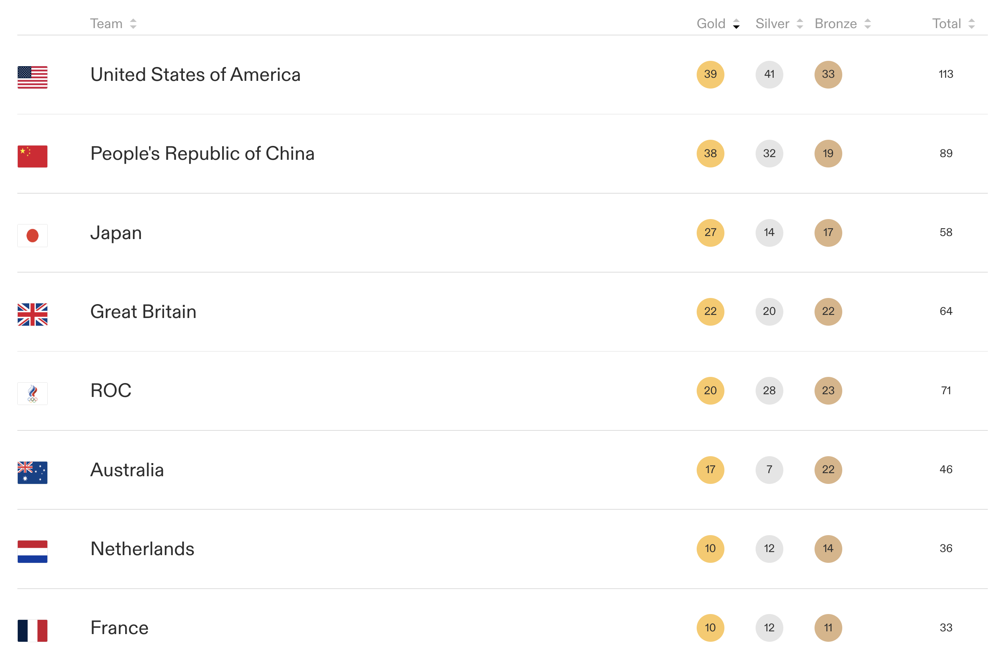 Team Gold Silver Bronze Total
United States of America 39 41 33 113
People's Republic of China 38 32 19 89
Japan 27 14 17 58
Great Britain 22 20 22 64
ROC 20 28 23 71
Australia 17 7 22 46
Netherlands 10 12 14 36
France 10 12 11 33